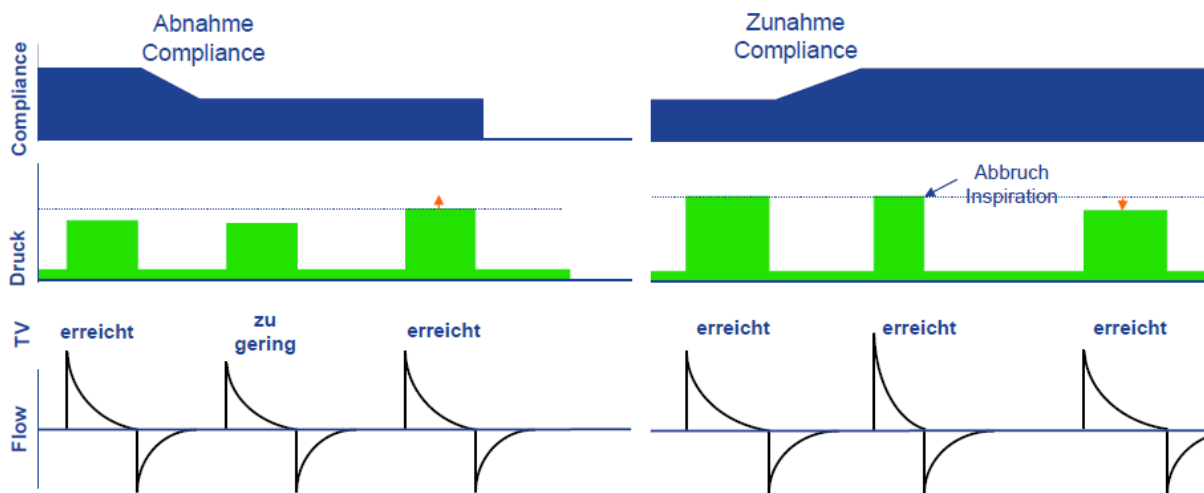 Abnahme
Compliance
Zunahme
Compliance
Compliance
Druck
Abbruch
Inspiration
TV
erreicht
zu
gering
erreicht
erreicht
erreicht
erreicht
Flow